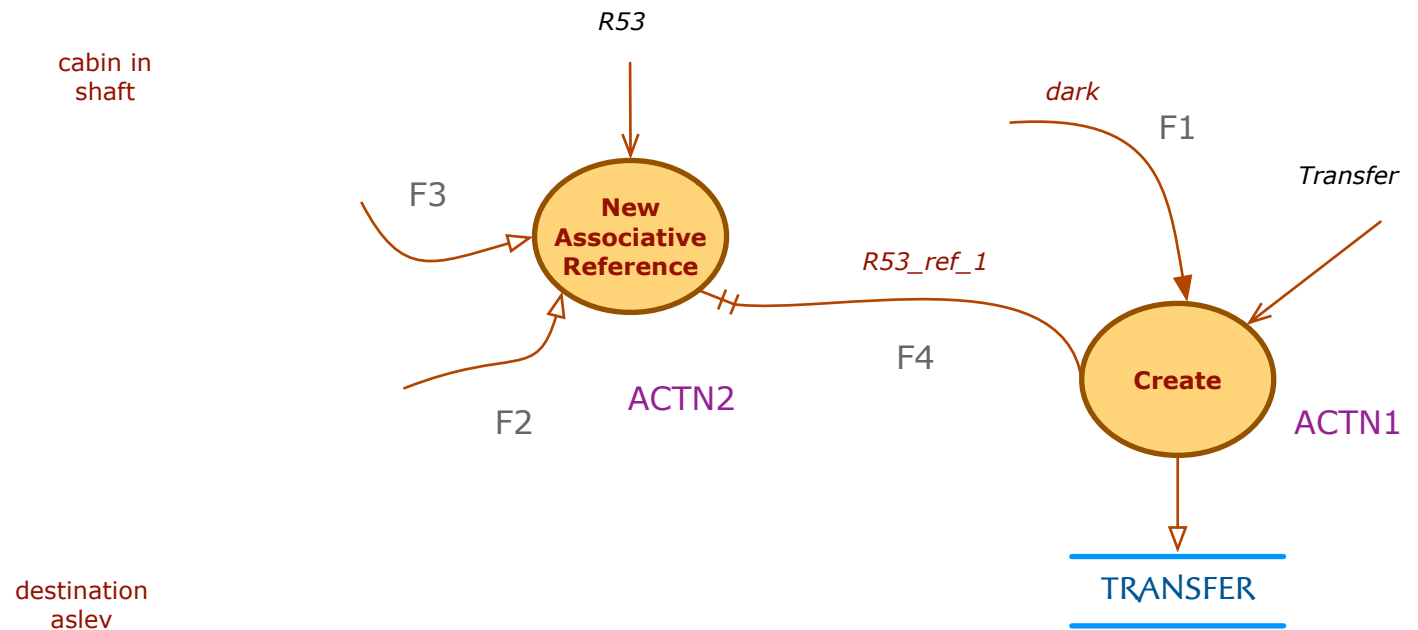 R53
cabin in
shaft
dark
F1
Transfer
F3
New
Associative
Reference
R53_ref_1
F4
Create
ACTN2
F2
ACTN1
destination
aslev
TRANSFER